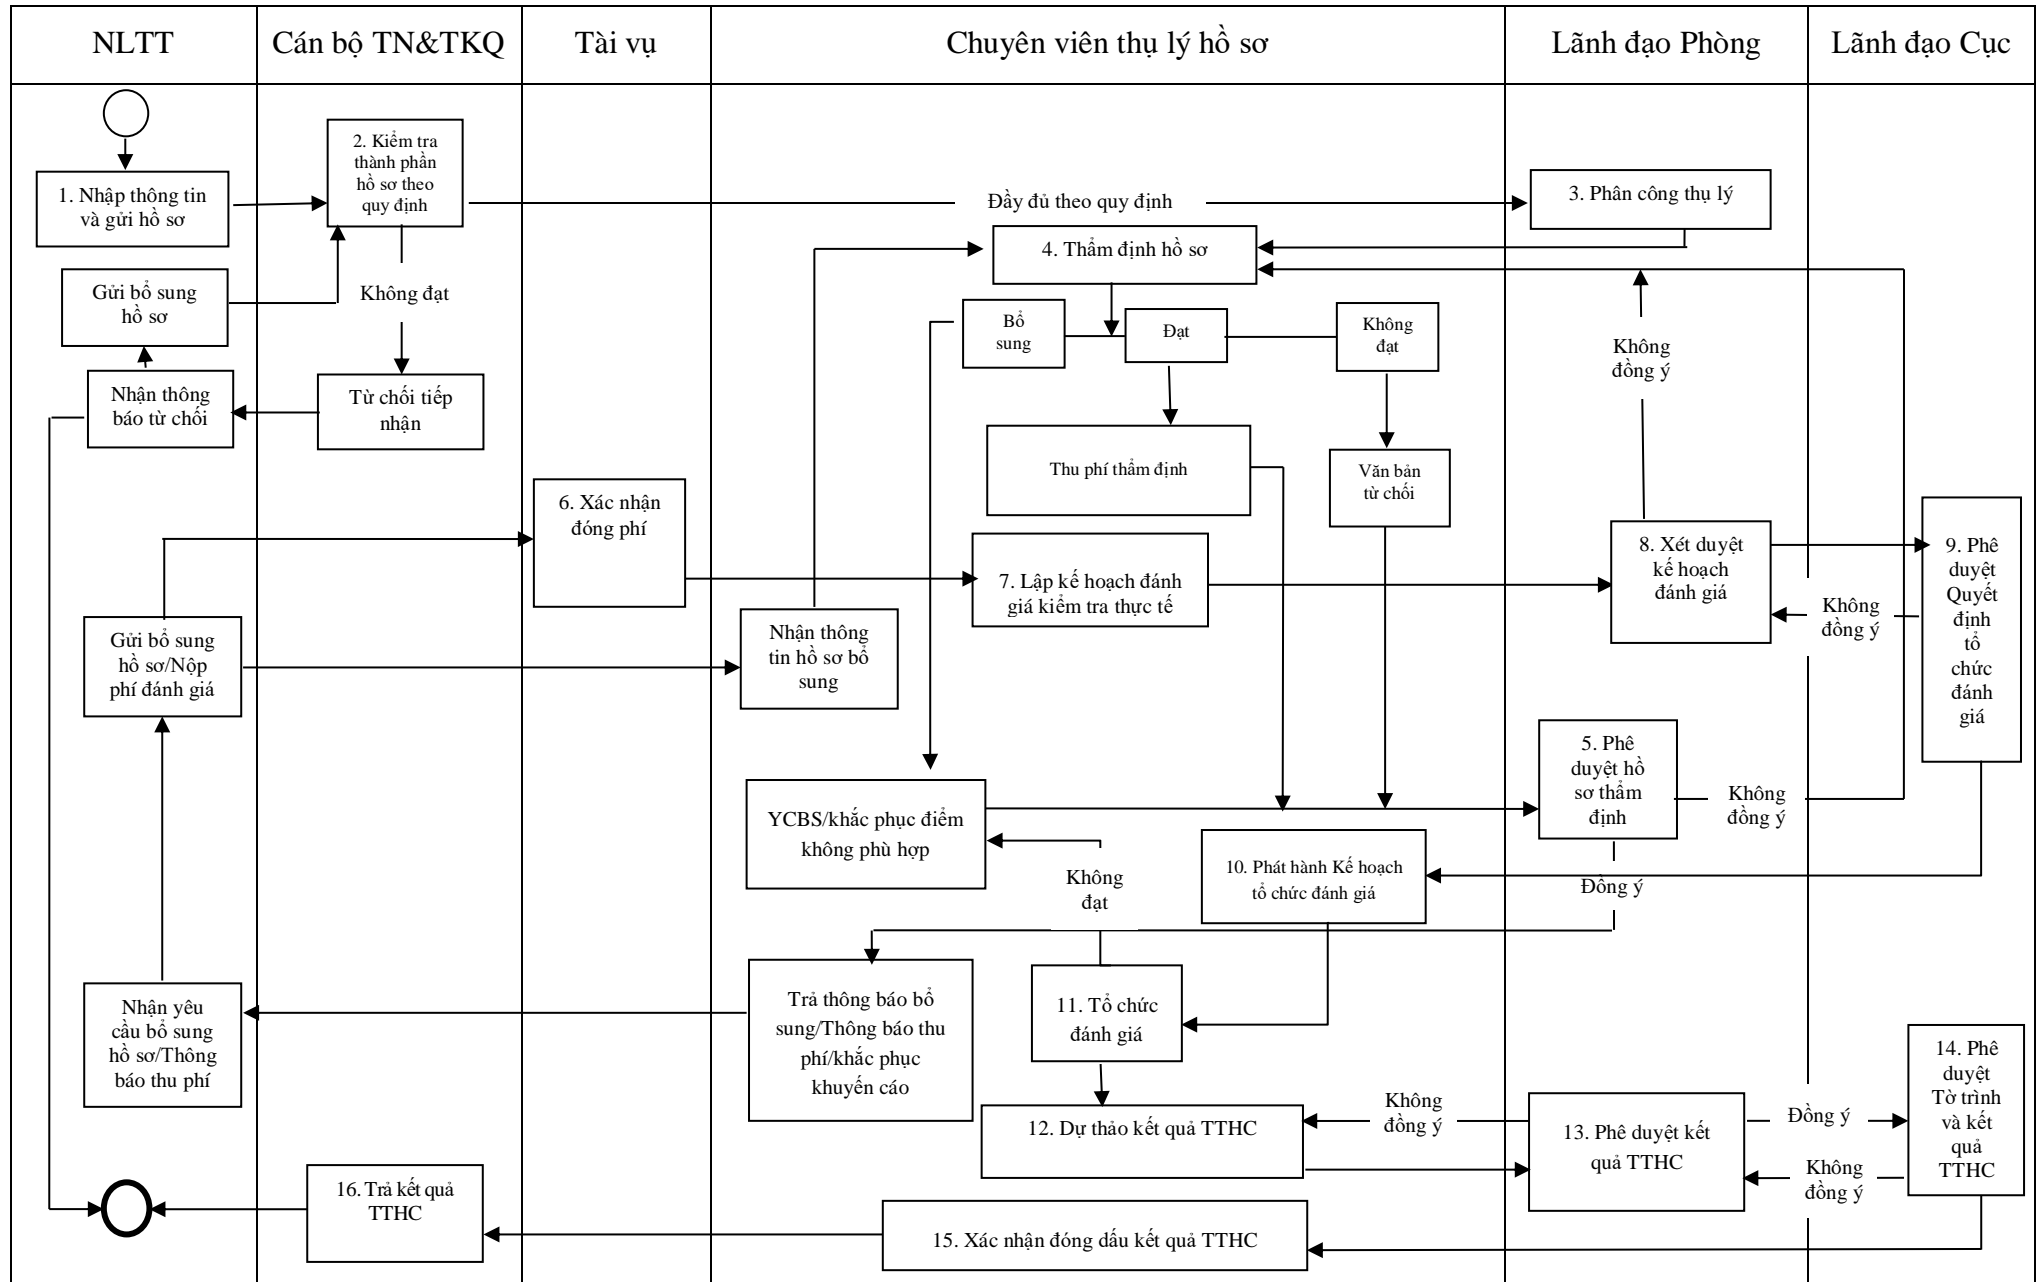 NLTT
Cán bộ TN&TKQ
Tài vụ
Chuyên viên thụ lý hồ sơ
Lãnh đạo Phòng
Lãnh đạo Cục
1. Nhập thông tin
và gửi hồ sơ
2. Kiểm tra
thành phần
hồ sơ theo
quy định
Đầy đủ theo quy định
3. Phân công thụ lý
4. Thẩm định hồ sơ
Gửi bổ sung
hồ sơ
Không đạt
Bổ
sung
Đạt
Không
đạt
Không
đồng ý
Nhận thông
báo từ chối
Từ chối tiếp
nhận
Thu phí thẩm định
Văn bản
từ chối
6. Xác nhận
đóng phí
7. Lập kế hoạch đánh
giá kiểm tra thực tế
8. Xét duyệt
kế hoạch
đánh giá
Không
đồng ý
9. Phê
duyệt
Quyết
định
tổ
chức
đánh
giá
Gửi bổ sung
hồ sơ/Nộp
phí đánh giá
Nhận thông
tin hồ sơ bổ
sung
5. Phê
duyệt hồ
sơ thẩm
định
Không
đồng ý
YCBS/khắc phục điểm
không phù hợp
Không
đạt
10. Phát hành Kế hoạch
tổ chức đánh giá
Đồng ý
Nhận yêu
cầu bổ sung
hồ sơ/Thông
báo thu phí
Trả thông báo bổ
sung/Thông báo thu
phí/khắc phục
khuyến cáo
11. Tổ chức
đánh giá
12. Dự thảo kết quả TTHC
Không
đồng ý
13. Phê duyệt kết
quả TTHC
Đồng ý
Không
đồng ý
14. Phê
duyệt
Tờ trình
và kết
quả
TTHC
16. Trả kết quả
TTHC
15. Xác nhận đóng dấu kết quả TTHC